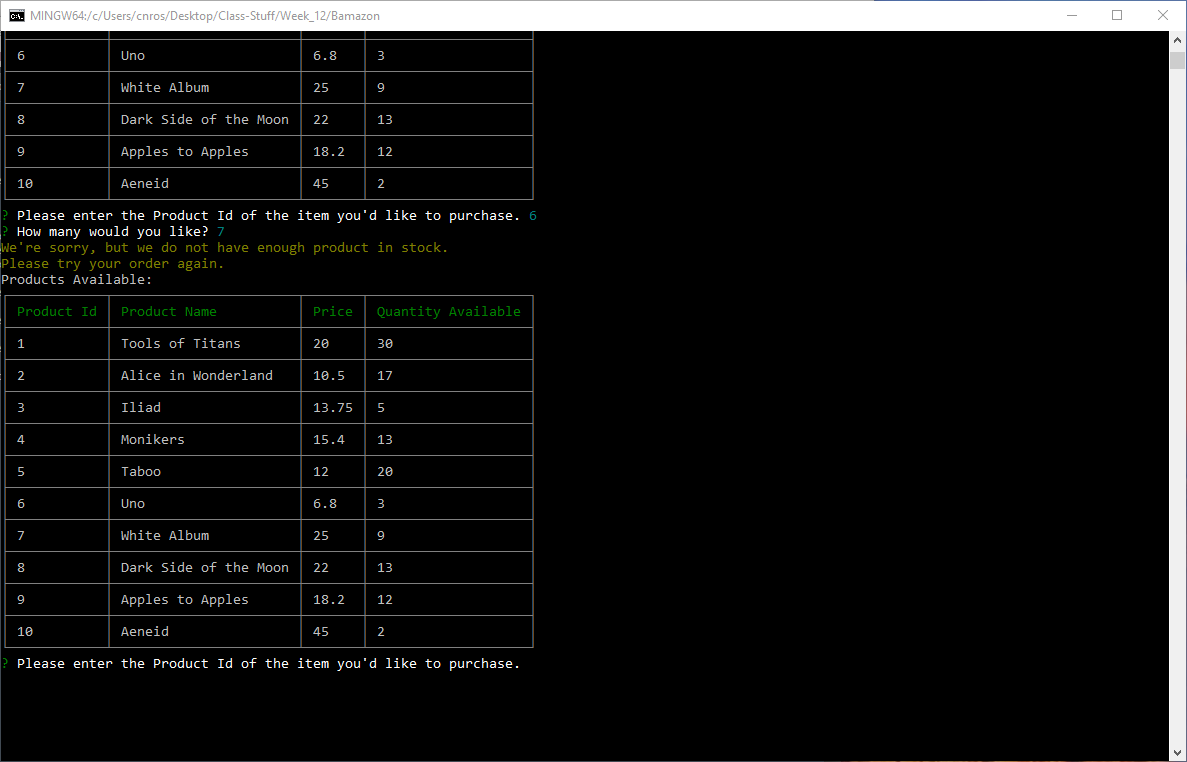 MINGW64:/c/Users/cnros/Desktop/Class-Stuff/Week_12/Bamazon
6 Uno 6.8 3
7 White Album 25 9
8 Dark Side of the Moon 22 13
9 Apples to Apples 18.2 12
10 Aeneid 45 2
? Please enter the Product Id of the item you'd like to purchase. 6
? How many would you like? 7
We're sorry, but we do not have enough product in stock.
Please try your order again.
Products Available:
Product Id Product Name Price Quantity Available
1 Tools of Titans 20 30
2 Alice in Wonderland 10.5 17
3 Iliad 13.75 5
4 Monikers 15.4 13
5 Taboo 12 20
6 Uno 6.8 3
7 White Album 25 9
8 Dark Side of the Moon 22 13
9 Apples to Apples 18.2 12
10 Aeneid 45 2
? Please enter the Product Id of the item you'd like to purchase.